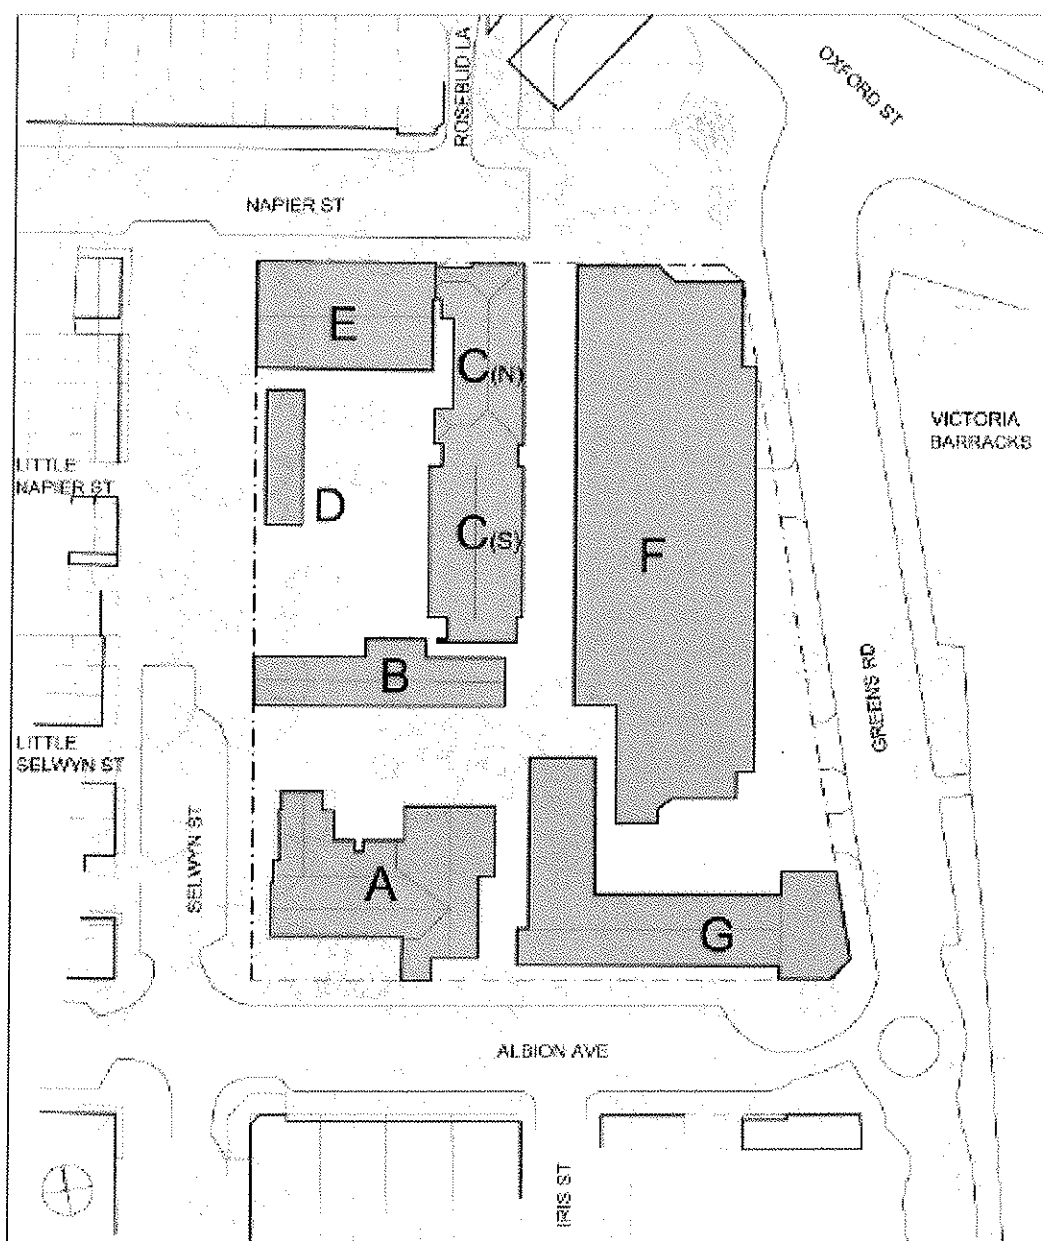 ROSEBUD LA
OXFORD ST
NAPIER ST
E
C(N)
VICTORIA
BARRACKS
LITTLE
NAPIER ST
D
C(S)
F
B
GREENS RD
LITTLE
SELWYN ST
SELWYN ST
A
G
ALBION AVE
IRIS ST